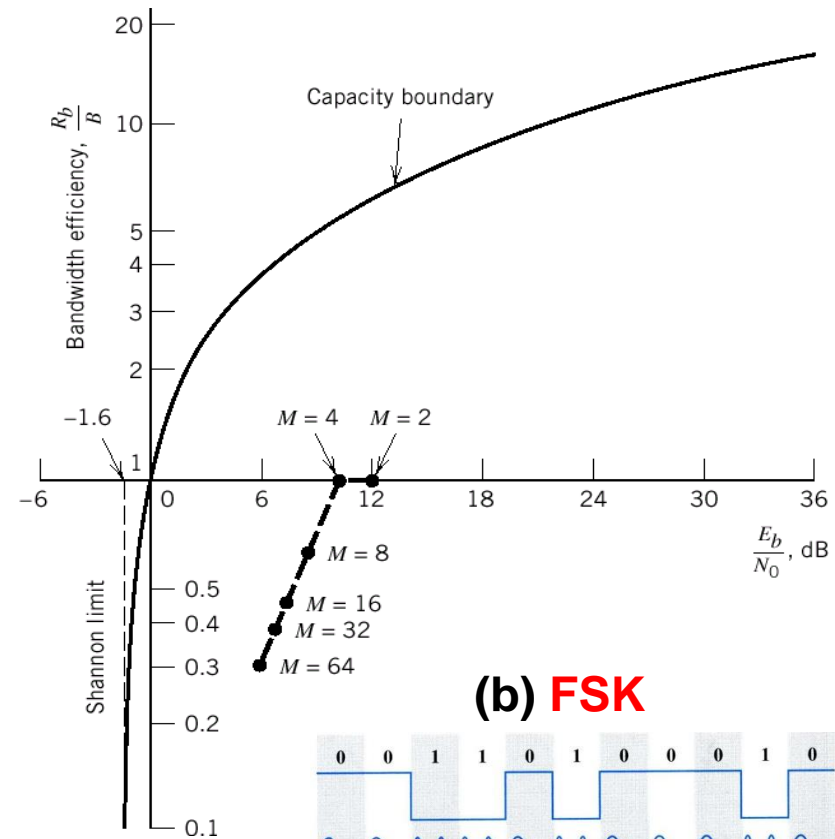 20
Capacity boundary
10
Bandwidth efficiency, R_b/B
5
4
3
2
-1.6
M = 4 M = 2
1
-6 0 6 12 18 24 30 36
E_b/N_0, dB
M = 8
0.5
M = 16
0.4
M = 32
0.3
M = 64
Shannon limit
0.2
0.1
(b) FSK
0 0 1 1 0 1 0 0 0 1 0